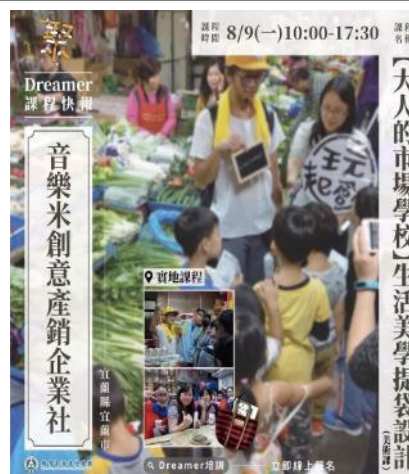 聚
Dreamer
課程快報
音樂米創意產銷企業社
課程時間
8/9(一)10:00-17:30
課程名稱
【大人的市場學校】生活美學提袋設計
(美術課)
玩起會
實地課程
宜蘭縣宜蘭市
Dreamer培訓
立即線上報名